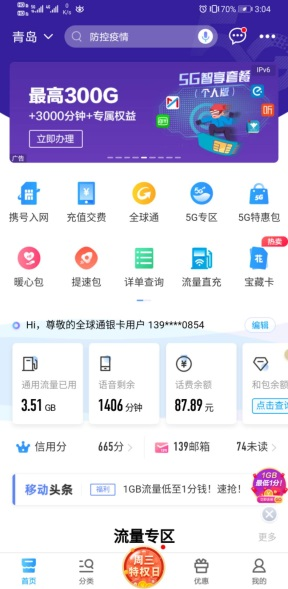 70% 3:04
青岛 防控疫情
IPv6
最高300G
+3000分钟+专属权益
立即办理
5G智享套餐
(个人版)
广告
携号入网 充值交费 全球通 5G专区 5G特惠包
热卖
暖心包 提速包 详单查询 流量直充 宝藏卡
Hi，尊敬的全球通银卡用户 139****0854 编辑
通用流量已用 语音剩余 话费余额 和包余额
3.51 GB 1406 分钟 87.89 元 点击查询
信用分 665分 139邮箱 74未读
1GB
最低1分!
移动头条 福利 1GB流量低至1分钱！速抢！
流量专区 更多
周三
特权日
首页 分类 优惠 我的